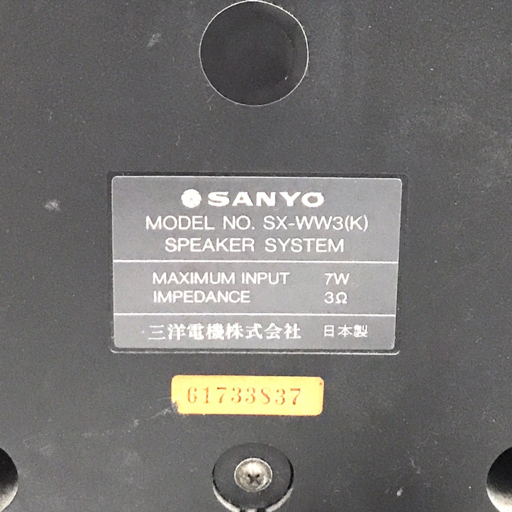 SANYO
MODEL NO. SX-WW3(K)
SPEAKER SYSTEM
MAXIMUM INPUT 7W
IMPEDANCE 3Ω
三洋電機株式会社 日本製
61733837